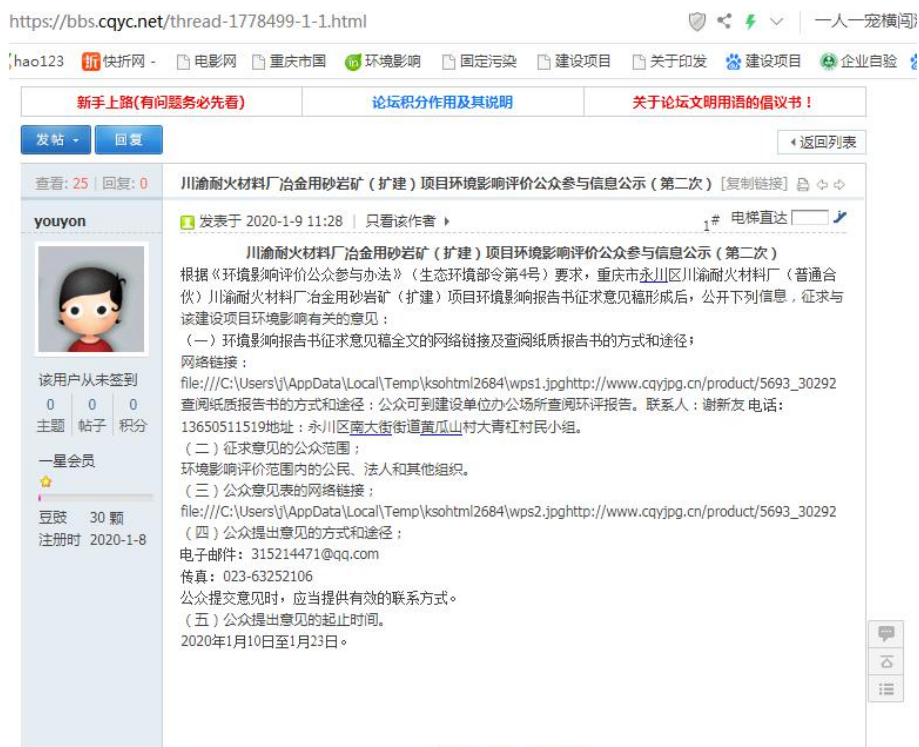 https://bbs.cqyc.net/thread-1778499-1-1.html 一人一宠横闯
hao123 折 快折网 - 电影网 重庆市国 环境影响 固定污染 建设项目 关于印发 建设项目 企业自验
新手上路(有问题务必先看) 论坛积分作用及其说明 关于论坛文明用语的倡议书！
发帖 回复 返回列表
查看: 25 | 回复: 0 川渝耐火材料厂冶金用砂岩矿（扩建）项目环境影响评价公众参与信息公示（第二次） [复制链接]
youyon
发表于 2020-1-9 11:28 | 只看该作者 1# 电梯直达
川渝耐火材料厂冶金用砂岩矿（扩建）项目环境影响评价公众参与信息公示（第二次）
根据《环境影响评价公众参与办法》（生态环境部令第4号）要求，重庆市永川区川渝耐火材料厂（普通合
伙）川渝耐火材料厂冶金用砂岩矿（扩建）项目环境影响报告书征求意见稿形成后，公开下列信息，征求与
该建设项目环境影响有关的意见：
（一）环境影响报告书征求意见稿全文的网络链接及查阅纸质报告书的方式和途径；
网络链接：
file:///C:\Users\j\AppData\Local\Temp\ksohtml2684\wps1.jpghttp://www.cqyjpg.cn/product/5693_30292
查阅纸质报告书的方式和途径：公众可到建设单位办公场所查阅环评报告。联系人：谢新友 电话：
13650511519地址：永川区南大街街道黄瓜山村大青杠村民小组。
（二）征求意见的公众范围；
环境影响评价范围内的公民、法人和其他组织。
（三）公众意见表的网络链接；
file:///C:\Users\j\AppData\Local\Temp\ksohtml2684\wps2.jpghttp://www.cqyjpg.cn/product/5693_30292
（四）公众提出意见的方式和途径；
电子邮件：315214471@qq.com
传真：023-63252106
公众提交意见时，应当提供有效的联系方式。
（五）公众提出意见的起止时间。
2020年1月10日至1月23日。
该用户从未签到
0 0 0
主题 帖子 积分
一星会员
豆豉 30 颗
注册时 2020-1-8